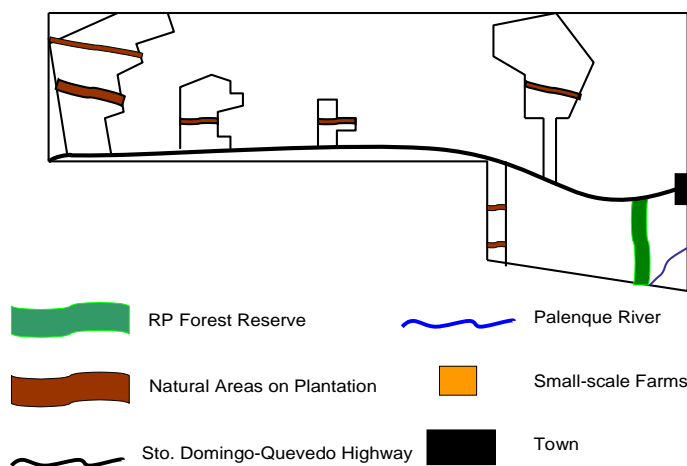 RP Forest Reserve
Palenque River
Natural Areas on Plantation
Small-scale Farms
Sto. Domingo-Quevedo Highway
Town